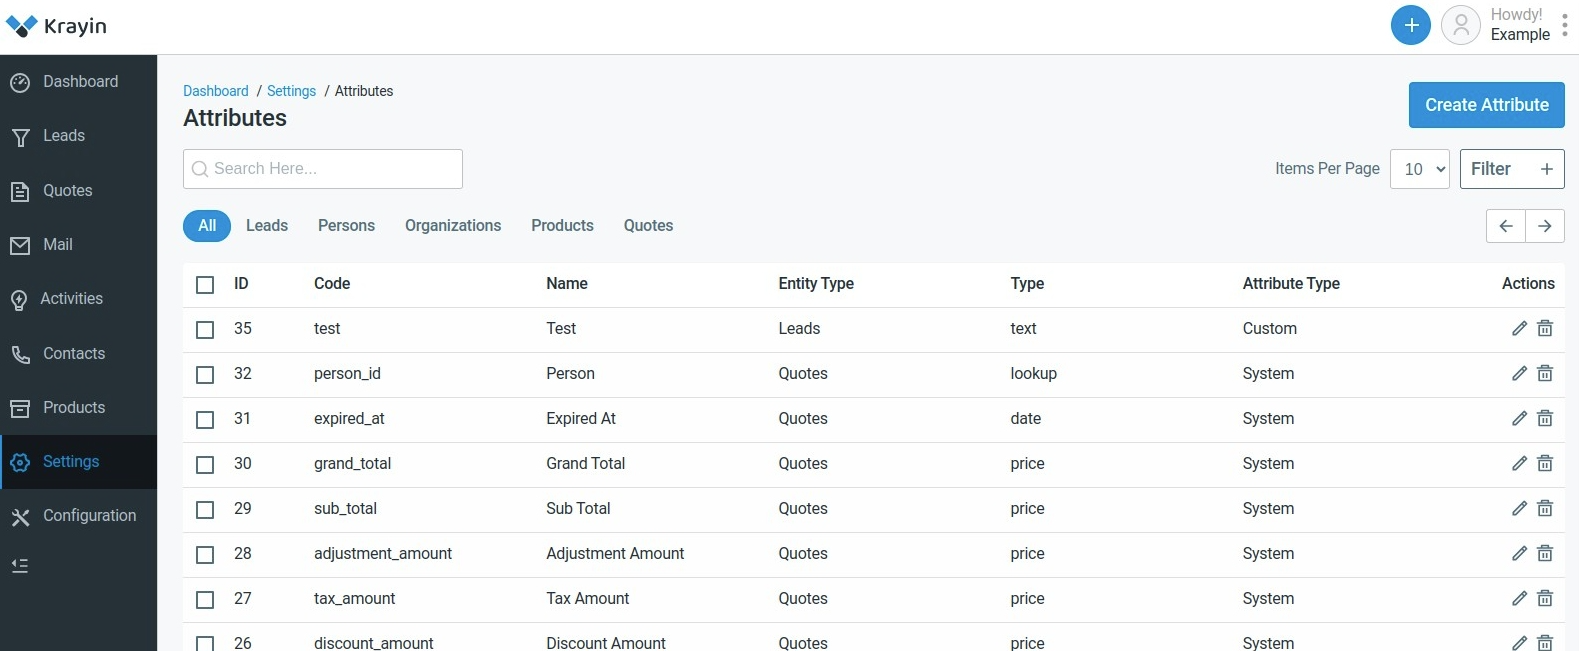 Krayin
Howdy!
Example
Dashboard
Leads
Quotes
Mail
Activities
Contacts
Products
Settings
Configuration
Dashboard / Settings / Attributes
Attributes
Create Attribute
Search Here...
Items Per Page 10 Filter
All Leads Persons Organizations Products Quotes
ID Code Name Entity Type Type Attribute Type Actions
35 test Test Leads text Custom
32 person_id Person Quotes lookup System
31 expired_at Expired At Quotes date System
30 grand_total Grand Total Quotes price System
29 sub_total Sub Total Quotes price System
28 adjustment_amount Adjustment Amount Quotes price System
27 tax_amount Tax Amount Quotes price System
26 discount_amount Discount Amount Quotes price System